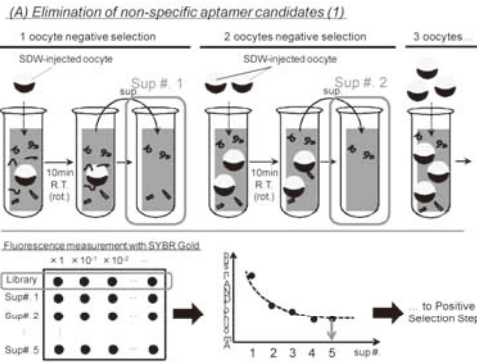 (A) Elimination of non-specific aptamer candidates (1)
1 oocyte negative selection
2 oocytes negative selection
3 oocytes...
SDW-injected oocyte
SDW-injected oocyte
Sup #. 1
Sup #. 2
sup.
sup.
10min
R.T.
(rot.)
10min
R.T.
(rot.)
Fluorescence measurement with SYBR Gold
×1 ×10⁻¹ ×10⁻² ...
Library
Sup#. 1
Sup#. 2
Sup#. 5
1 2 3 4 5 sup#.
... to Positive
Selection Step